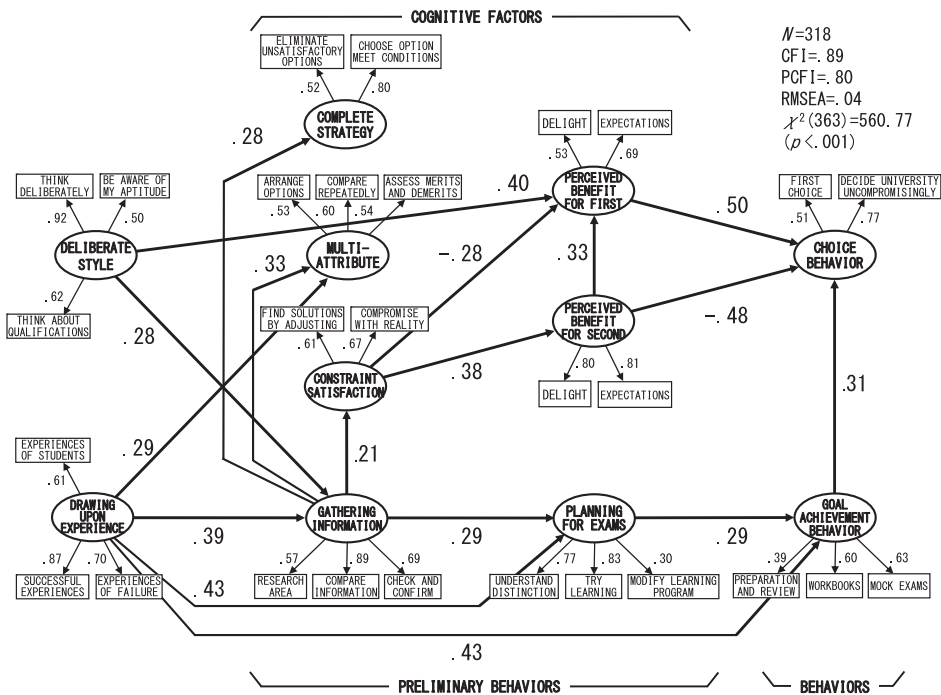 COGNITIVE FACTORS
N=318
CFI=.89
PCFI=.80
RMSEA=.04
χ²(363)=560.77
(p<.001)
ELIMINATE
UNSATISFACTORY
OPTIONS
CHOOSE OPTION
MEET CONDITIONS
.52
.80
COMPLETE
STRATEGY
.28
DELIGHT
EXPECTATIONS
.53
.69
PERCEIVED
BENEFIT
FOR FIRST
THINK
DELIBERATELY
BE AWARE OF
MY APTITUDE
.92
.50
DELIBERATE
STYLE
.62
THINK ABOUT
QUALIFICATIONS
ARRANGE
OPTIONS
COMPARE
REPEATEDLY
ASSESS MERITS
AND DEMERITS
.53
.60
.54
MULTI-
ATTRIBUTE
.40
FIRST
CHOICE
DECIDE UNIVERSITY
UNCOMPROMISINGLY
.51
.77
CHOICE
BEHAVIOR
.50
.33
-.28
.33
-.48
FIND SOLUTIONS
BY ADJUSTING
COMPROMISE
WITH REALITY
.61
.67
CONSTRAINT
SATISFACTION
PERCEIVED
BENEFIT
FOR SECOND
.80
.81
DELIGHT
EXPECTATIONS
.28
.38
.31
EXPERIENCES
OF STUDENTS
.61
.29
.21
DRAWING
UPON
EXPERIENCE
GATHERING
INFORMATION
PLANNING
FOR EXAMS
GOAL
ACHIEVEMENT
BEHAVIOR
.39
.29
.29
.87
.70
SUCCESSFUL
EXPERIENCES
EXPERIENCES
OF FAILURE
.57
.89
.69
RESEARCH
AREA
COMPARE
INFORMATION
CHECK AND
CONFIRM
.77
.83
.30
UNDERSTAND
DISTINCTION
TRY
LEARNING
MODIFY LEARNING
PROGRAM
.39
.60
.63
PREPARATION
AND REVIEW
WORKBOOKS
MOCK EXAMS
.43
.43
PRELIMINARY BEHAVIORS
BEHAVIORS